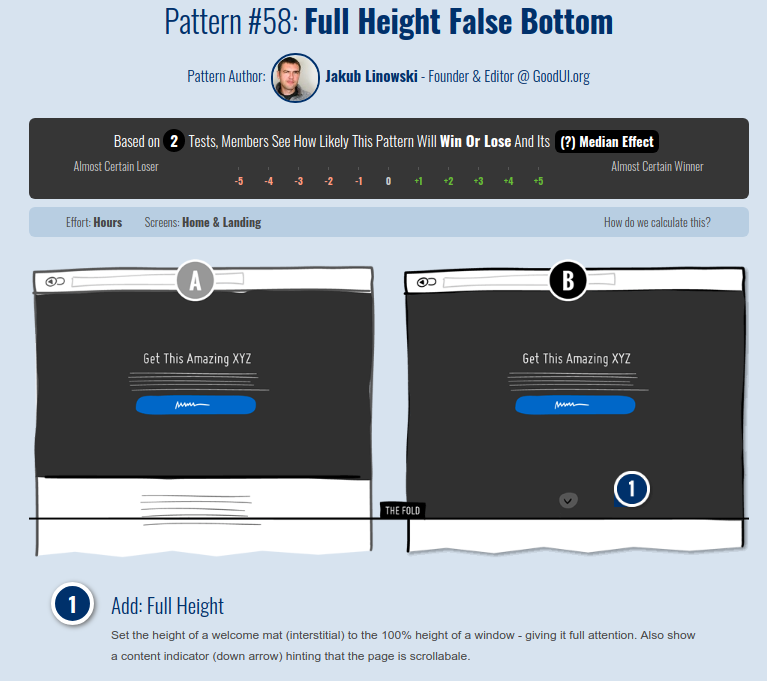 Pattern #58: Full Height False Bottom
Pattern Author: Jakub Linowski - Founder & Editor @ GoodUI.org
Based on 2 Tests, Members See How Likely This Pattern Will Win Or Lose And Its (?) Median Effect
Almost Certain Loser
-5 -4 -3 -2 -1 0 +1 +2 +3 +4 +5
Almost Certain Winner
Effort: Hours Screens: Home & Landing How do we calculate this?
A
B
Get This Amazing XYZ
Get This Amazing XYZ
1
THE FOLD
1 Add: Full Height
Set the height of a welcome mat (interstitial) to the 100% height of a window - giving it full attention. Also show
a content indicator (down arrow) hinting that the page is scrollabale.